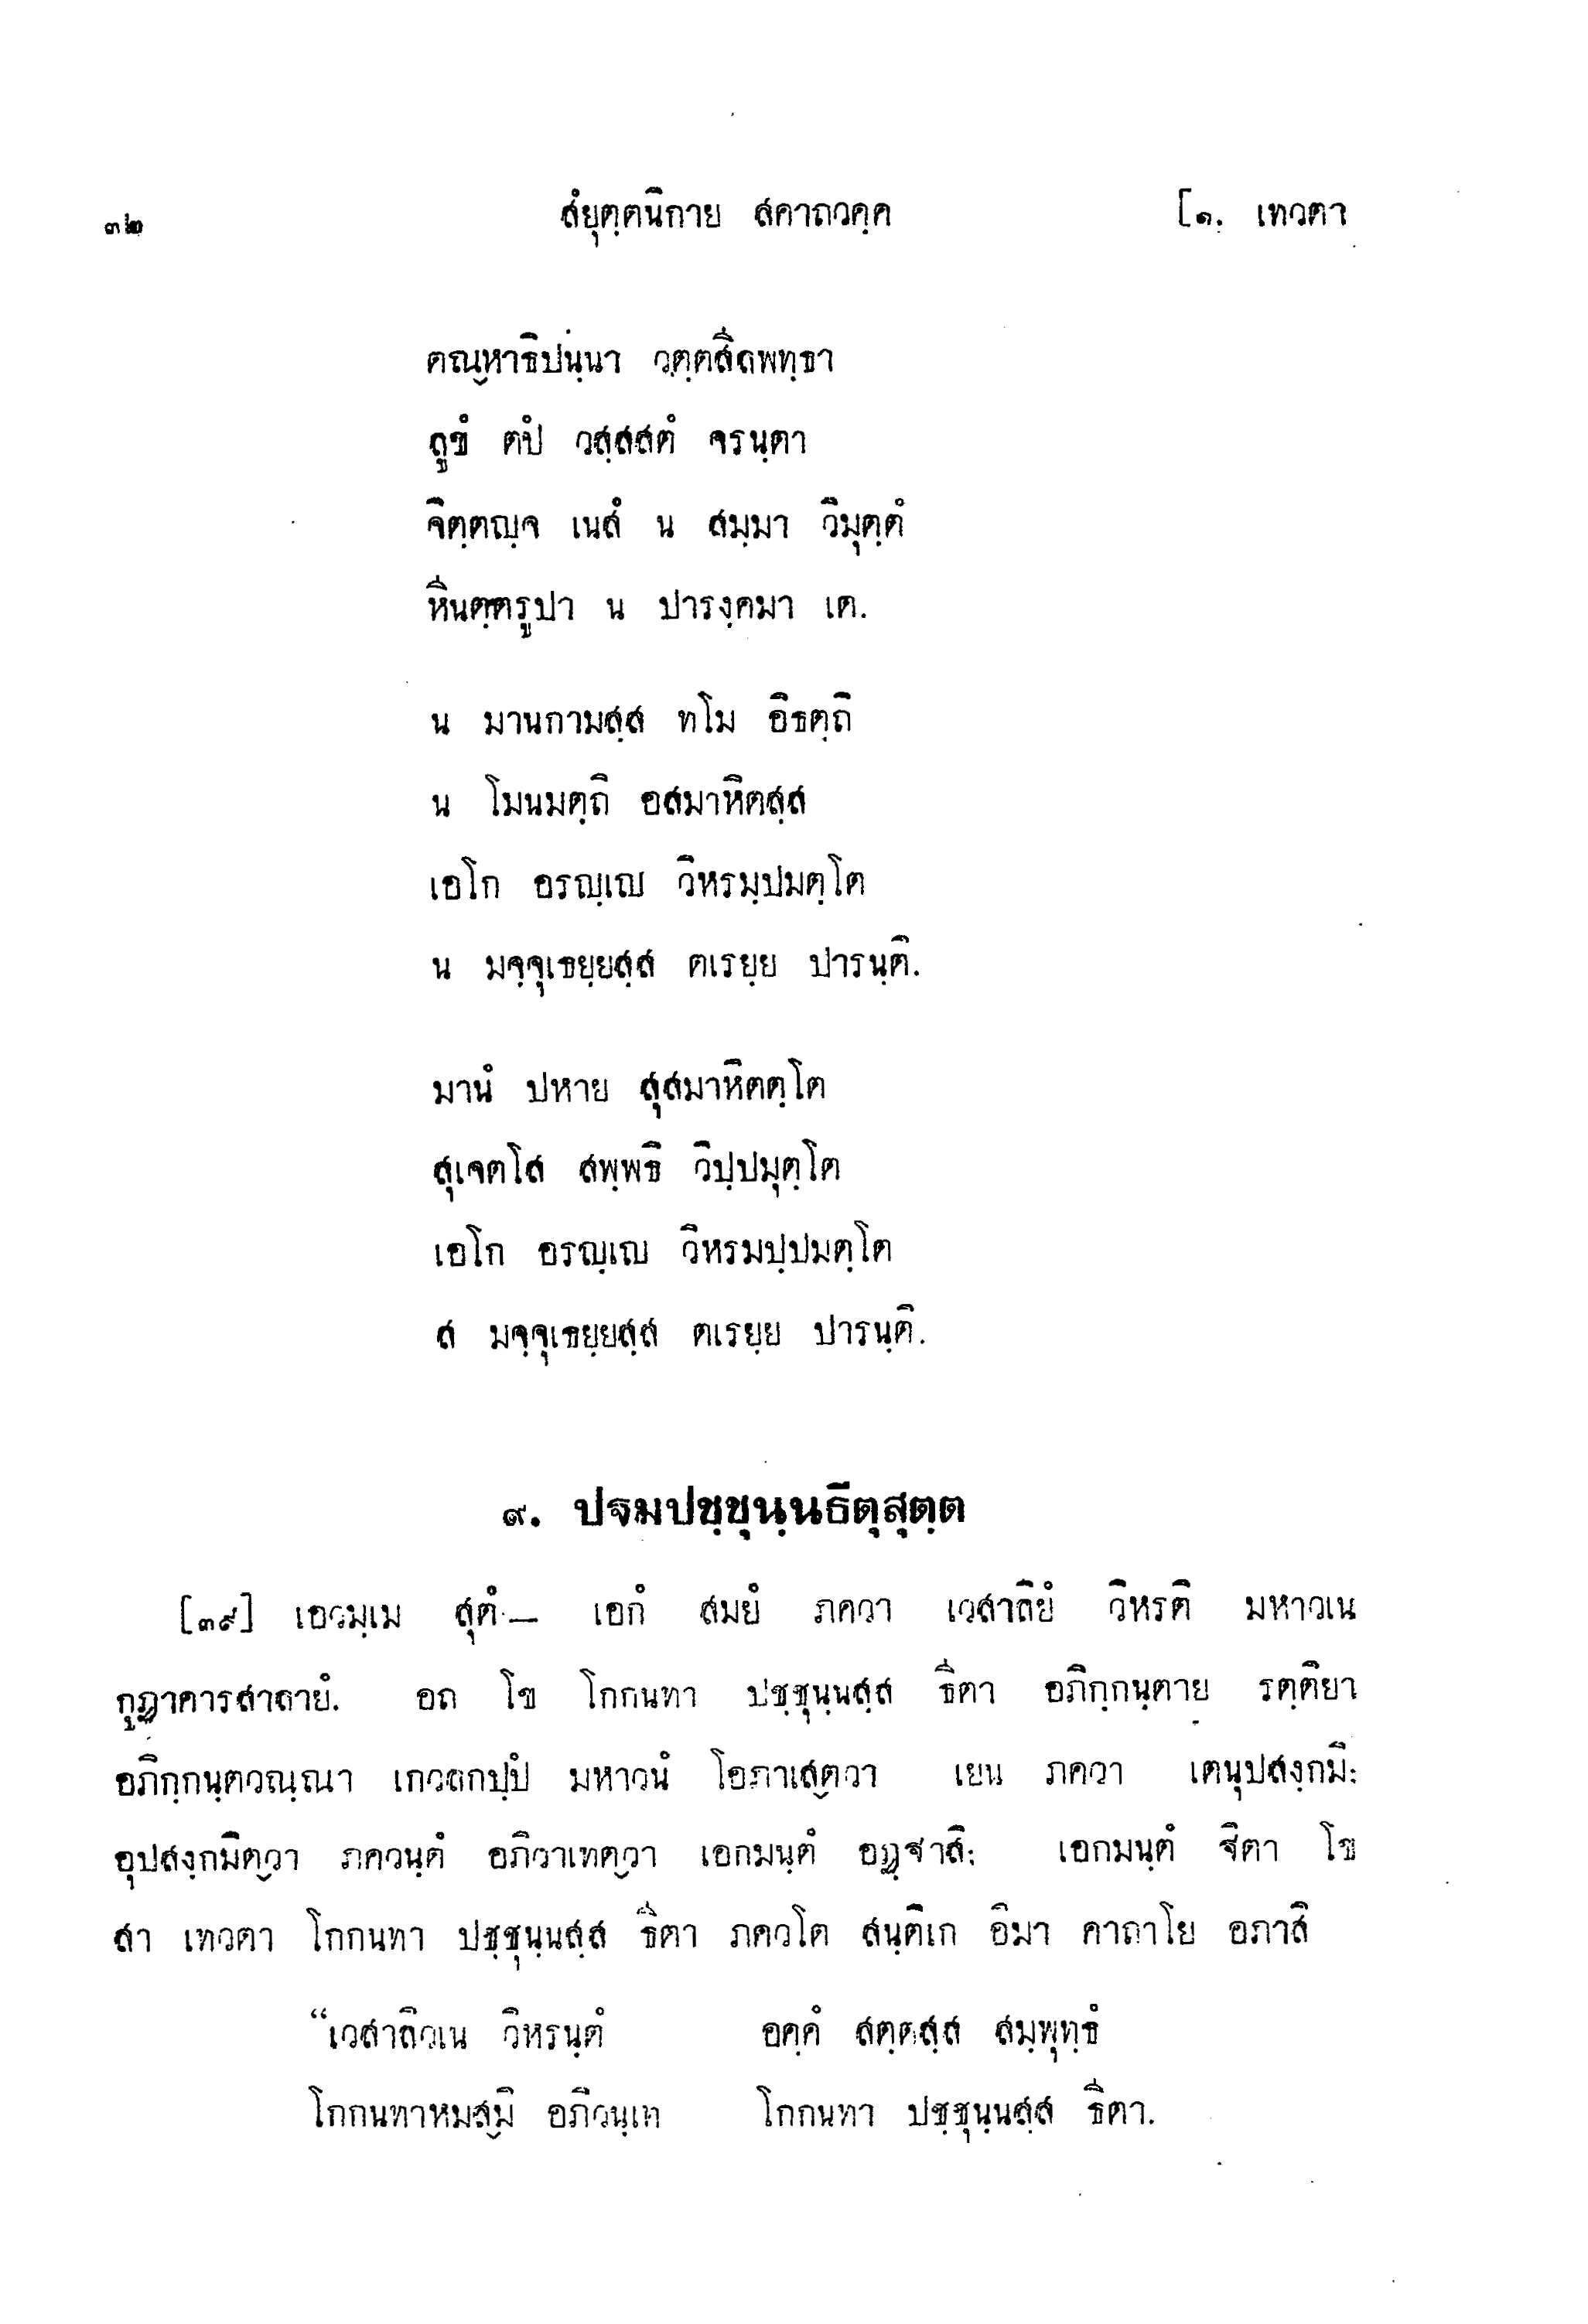 ๓๒ สํยุตฺตนิกาย สคาถวคฺค [๑. เทวตา
ตณฺหาธิปนฺนา วตฺตสีลพทฺธา
ลูขํ ตปํ วสฺสสตํ จรนฺตา
จิตฺตญฺจ เนสํ น สมฺมา วิมุตฺตํ
หีนตฺตรูปา น ปารงฺคมา เต.
น มานกามสฺส ทโม อิธตฺถิ
น โมนมตฺถิ อสมาหิตสฺส
เอโก อรญฺเญ วิหรมฺปมตฺโต
น มจฺจุเธยฺยสฺส ตเรยฺย ปารนฺติ.
มานํ ปหาย สุสมาหิตตฺโต
สุเจตโส สพฺพธิ วิปฺปมุตฺโต
เอโก อรญฺเญ วิหรมปฺปมตฺโต
ส มจฺจุเธยฺยสฺส ตเรยฺย ปารนฺติ.
๙. ปฐมปชฺชุนฺนธีตุสุตฺต
[๓๙] เอวมฺเม สุตํ — เอกํ สมยํ ภควา เวสาลิยํ วิหรติ มหาวเน
กูฏาคารสาลายํ. อถ โข โกกนทา ปชฺชุนฺนสฺส ธีตา อภิกฺกนฺตาย รตฺติยา
อภิกฺกนฺตวณฺณา เกวลกปฺปํ มหาวนํ โอภาเสตฺวา เยน ภควา เตนุปสงฺกมิ;
อุปสงฺกมิตฺวา ภควนฺตํ อภิวาเทตฺวา เอกมนฺตํ อฏฺฐาสิ; เอกมนฺตํ ฐิตา โข
สา เทวตา โกกนทา ปชฺชุนฺนสฺส ธีตา ภควโต สนฺติเก อิมา คาถาโย อภาสิ
“เวสาลิวเน วิหรนฺตํ อคฺคํ สตฺตสฺส สมฺพุทฺธํ
โกกนทาหมสฺมิ อภิวนฺเท โกกนทา ปชฺชุนฺนสฺส ธีตา.